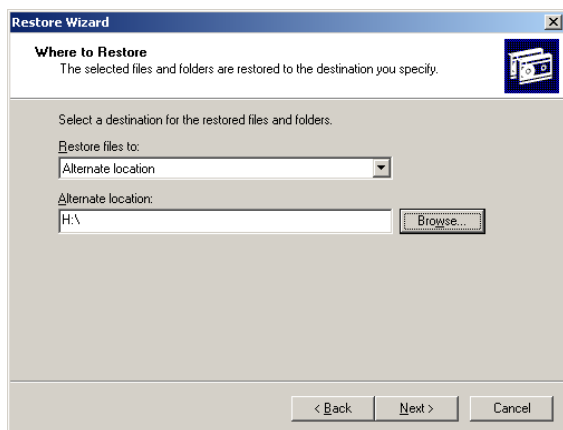 Restore Wizard
Where to Restore
The selected files and folders are restored to the destination you specify.
Select a destination for the restored files and folders.
Restore files to:
Alternate location
Alternate location:
H:\
Browse...
< Back
Next >
Cancel